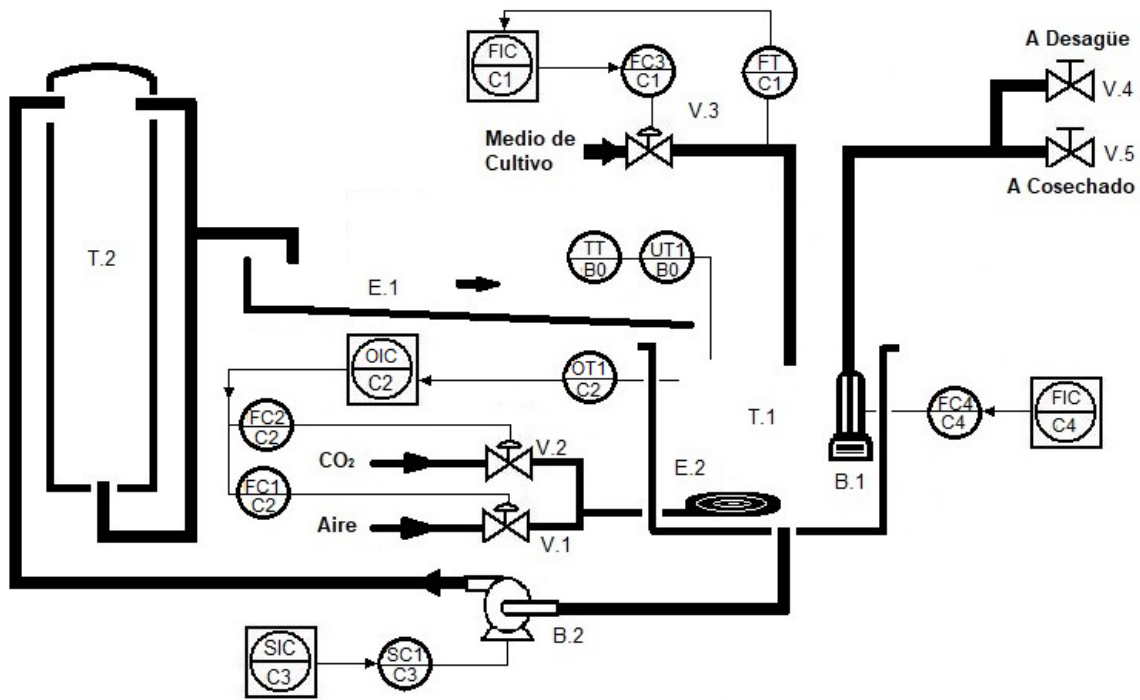 A Desagüe
FIC
C1
FC3
C1
FT
C1
V.4
V.3
Medio de
Cultivo
V.5
A Cosechado
T.2
TT
B0
UT1
B0
E.1
OIC
C2
OT1
C2
T.1
FC2
C2
FC4
C4
FIC
C4
V.2
CO₂
E.2
B.1
FC1
C2
Aire
V.1
B.2
SIC
C3
SC1
C3